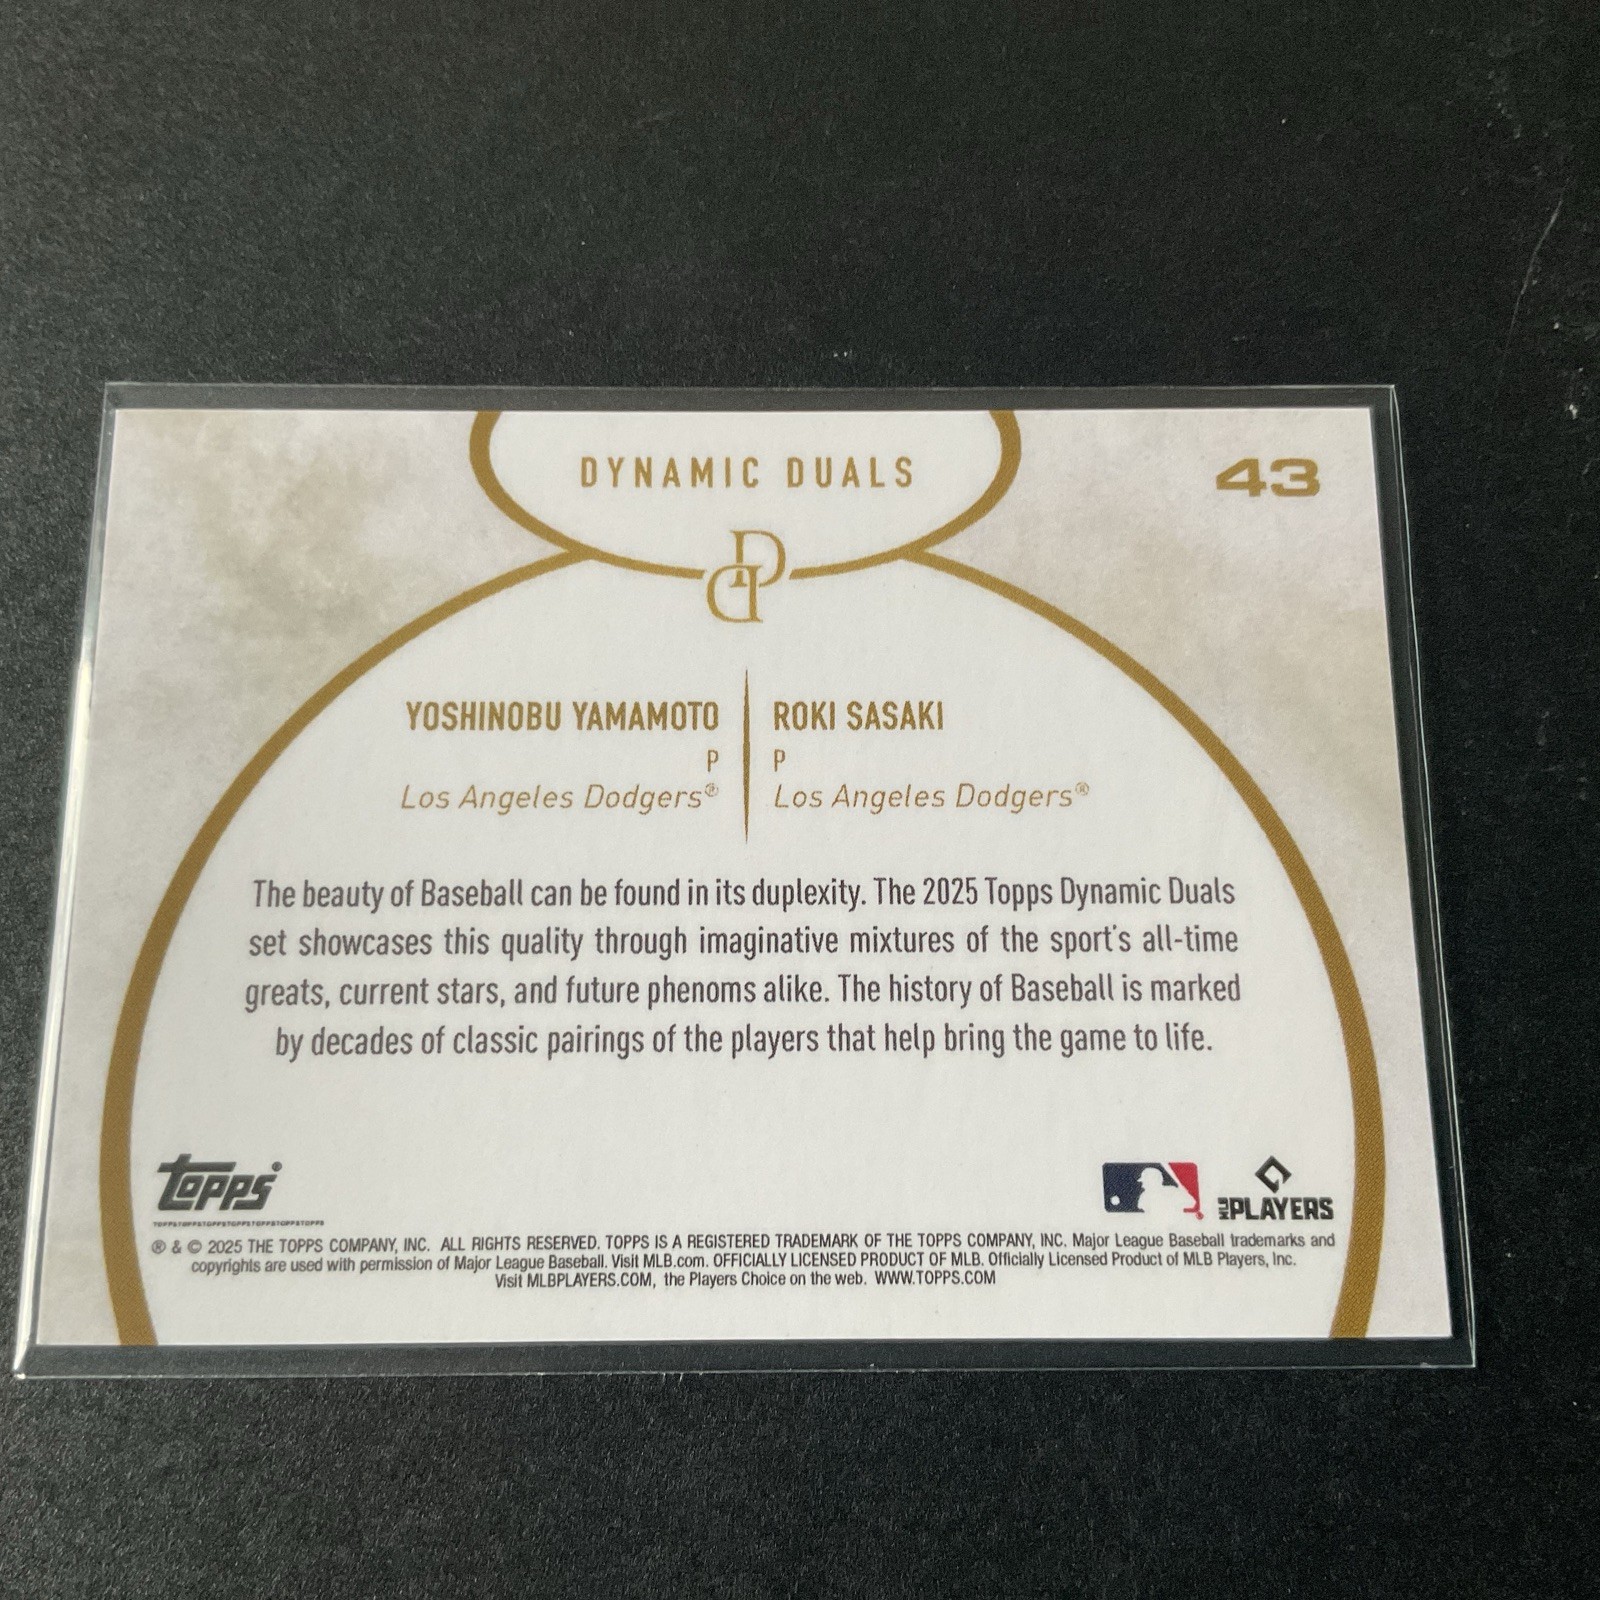 DYNAMIC DUALS
43
DD
YOSHINOBU YAMAMOTO
P
Los Angeles Dodgers®
ROKI SASAKI
P
Los Angeles Dodgers®
The beauty of Baseball can be found in its duplexity. The 2025 Topps Dynamic Duals
set showcases this quality through imaginative mixtures of the sport's all-time
greats, current stars, and future phenoms alike. The history of Baseball is marked
by decades of classic pairings of the players that help bring the game to life.
Topps
TOPPSTOPPSTOPPSTOPPSTOPPSTOPPSTOPPS
MLB PLAYERS
® & © 2025 THE TOPPS COMPANY, INC. ALL RIGHTS RESERVED. TOPPS IS A REGISTERED TRADEMARK OF THE TOPPS COMPANY, INC. Major League Baseball trademarks and
copyrights are used with permission of Major League Baseball. Visit MLB.com. OFFICIALLY LICENSED PRODUCT OF MLB. Officially Licensed Product of MLB Players, Inc.
Visit MLBPLAYERS.COM, the Players Choice on the web. WWW.TOPPS.COM